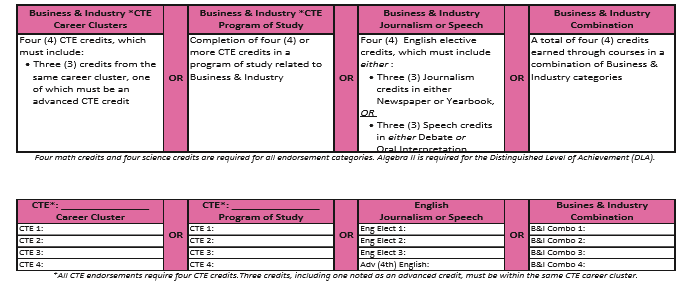 Business & Industry *CTE
Career Clusters
Four (4) CTE credits, which
must include:
• Three (3) credits from the
same career cluster, one
of which must be an
advanced CTE credit
OR
Business & Industry *CTE
Program of Study
Completion of four (4) or
more CTE credits in a
program of study related to
Business & Industry
OR
Business & Industry
Journalism or Speech
Four (4) English elective
credits, which must include
either :
• Three (3) Journalism
credits in either
Newspaper or Yearbook,
OR
• Three (3) Speech credits
in either Debate or
Oral Interpretation
OR
Business & Industry
Combination
A total of four (4) credits
earned through courses in a
combination of Business &
Industry categories
Four math credits and four science credits are required for all endorsement categories. Algebra II is required for the Distinguished Level of Achievement (DLA).
CTE*: ___________________
Career Cluster
CTE 1:
CTE 2:
CTE 3:
CTE 4:
OR
CTE*: ___________________
Program of Study
CTE 1:
CTE 2:
CTE 3:
CTE 4:
OR
English
Journalism or Speech
Eng Elect 1:
Eng Elect 2:
Eng Elect 3:
Adv (4th) English:
OR
Busines & Industry
Combination
B&I Combo 1:
B&I Combo 2:
B&I Combo 3:
B&I Combo 4:
*All CTE endorsements require four CTE credits.Three credits, including one noted as an advanced credit, must be within the same CTE career cluster.